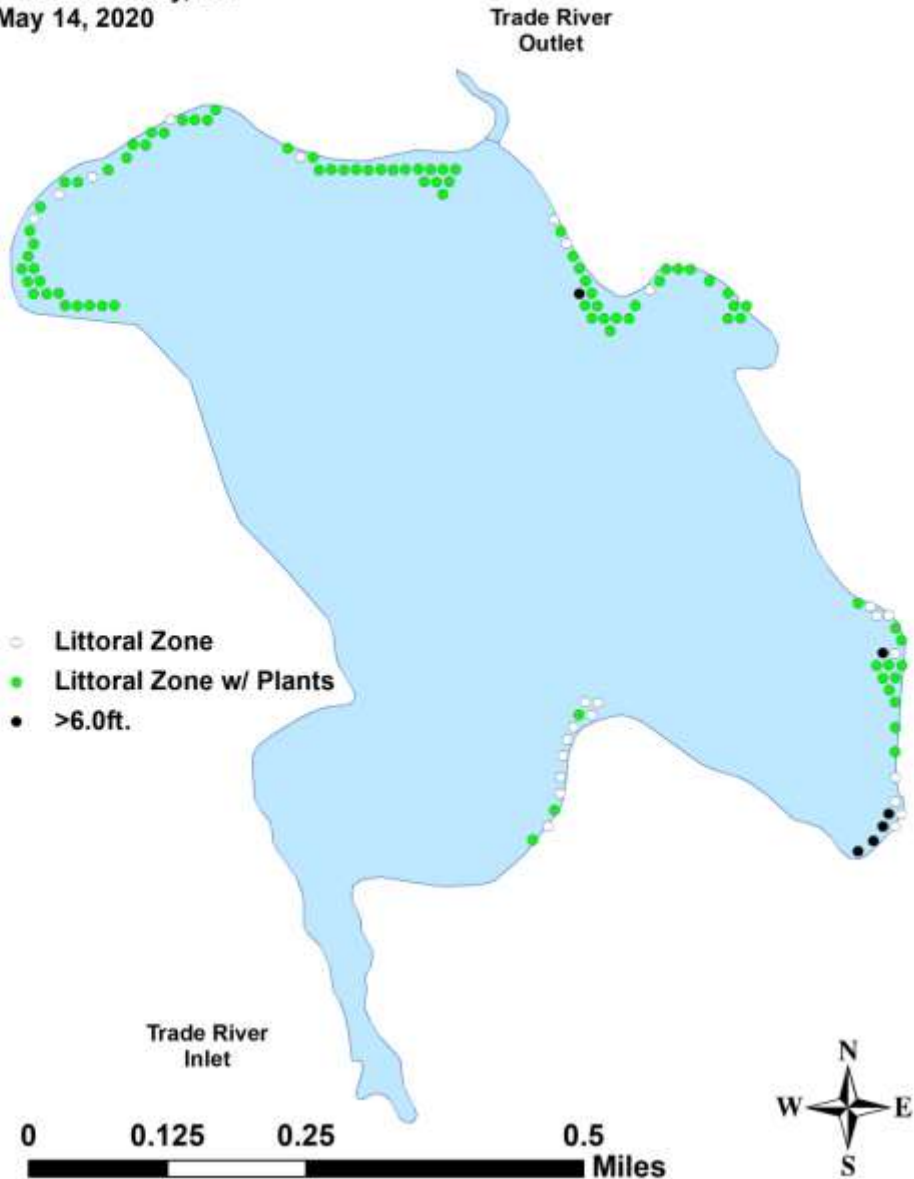 May 14, 2020
Trade River
Outlet
Littoral Zone
Littoral Zone w/ Plants
>6.0ft.
Trade River
Inlet
N
W E
S
0 0.125 0.25 0.5
Miles